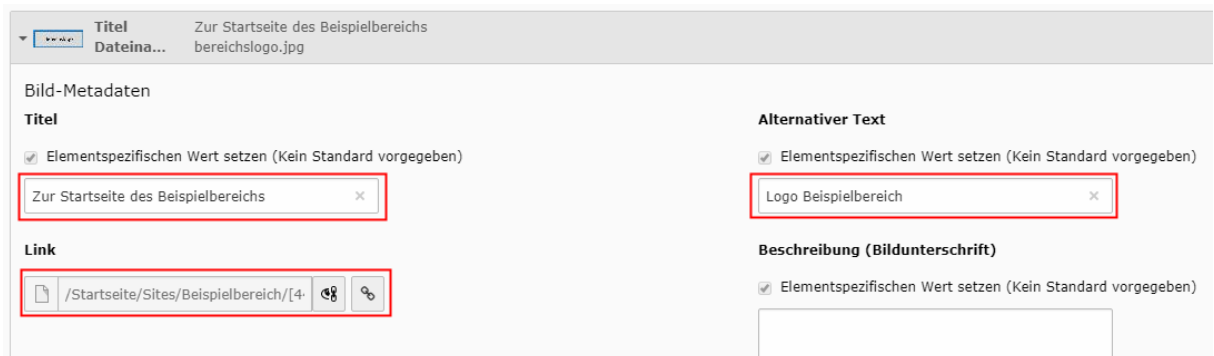 Titel Zur Startseite des Beispielbereichs
Dateina... bereichslogo.jpg
Bild-Metadaten
Titel
Elementspezifischen Wert setzen (Kein Standard vorgegeben)
Zur Startseite des Beispielbereichs
Alternativer Text
Elementspezifischen Wert setzen (Kein Standard vorgegeben)
Logo Beispielbereich
Link
/Startseite/Sites/Beispielbereich/[4
Beschreibung (Bildunterschrift)
Elementspezifischen Wert setzen (Kein Standard vorgegeben)